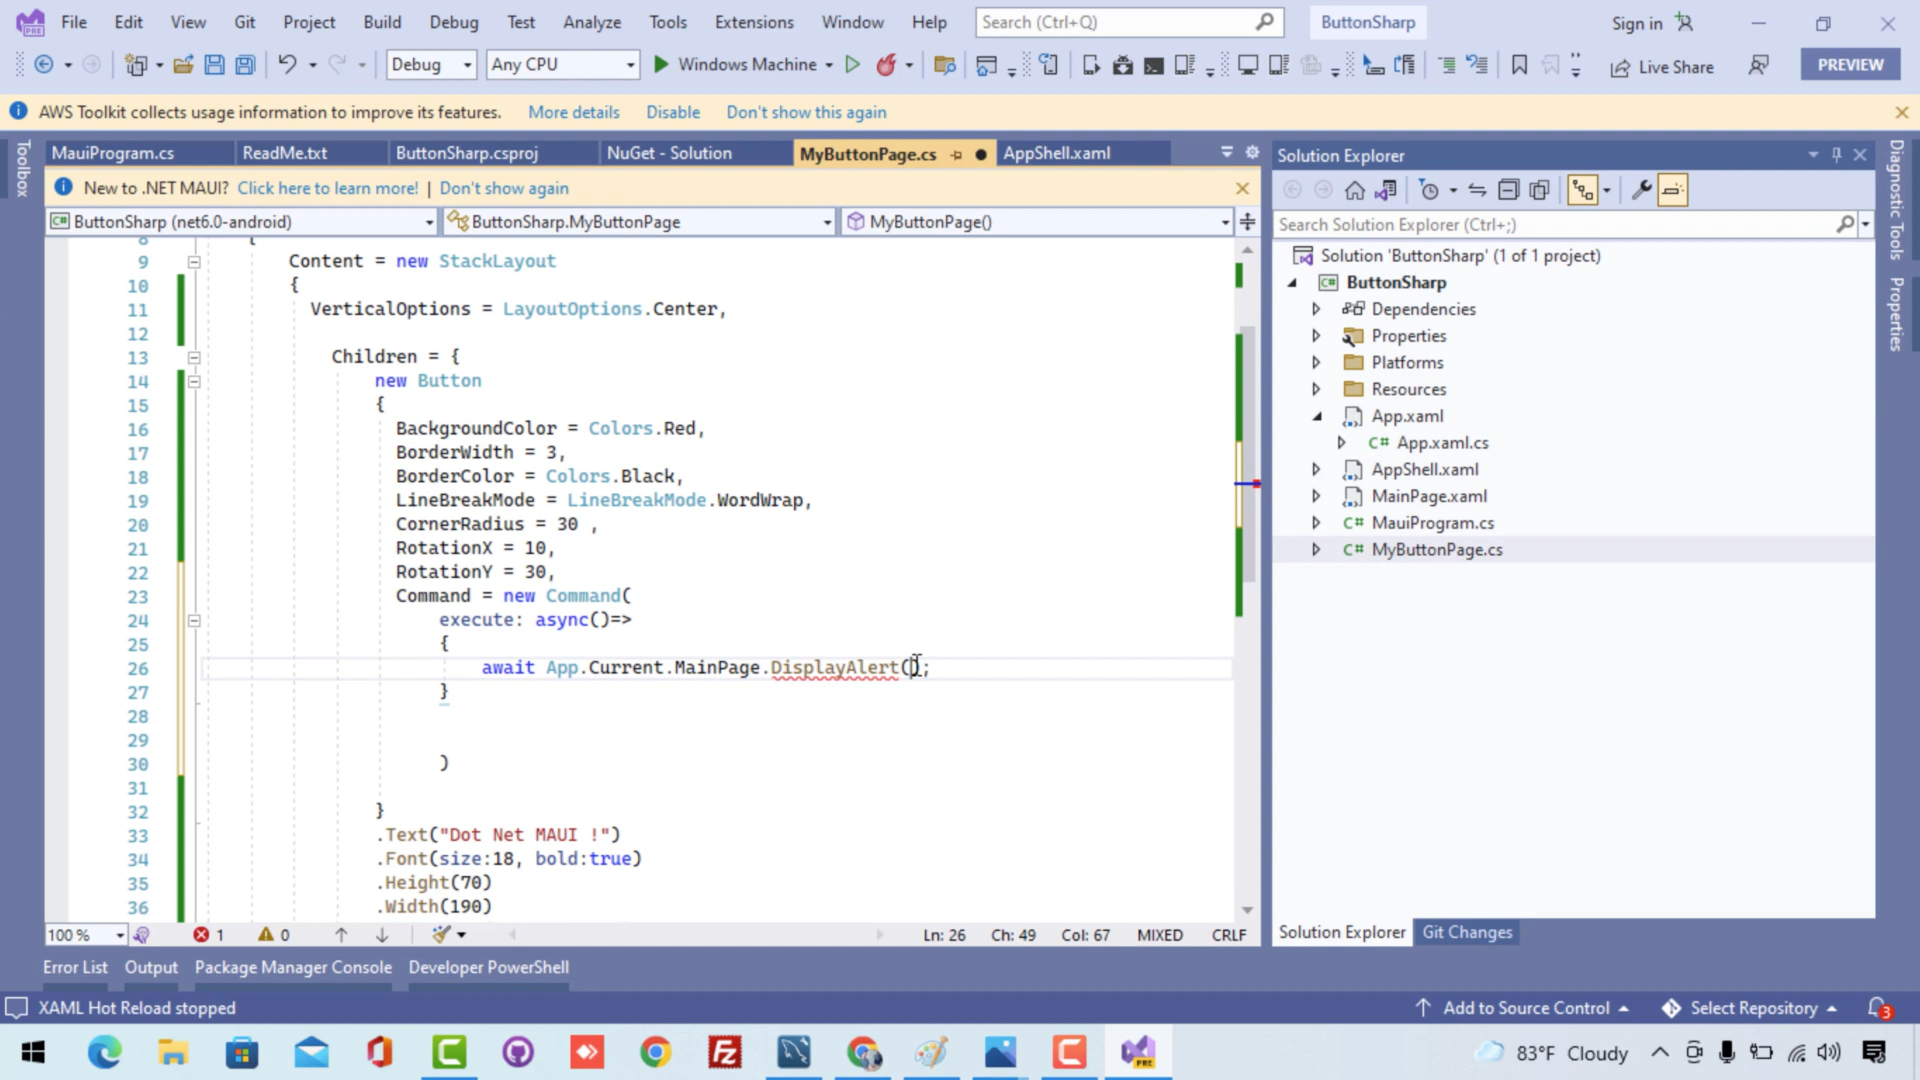 File Edit View Git Project Build Debug Test Analyze Tools Extensions Window Help Search (Ctrl+Q) ButtonSharp Sign in
Debug Any CPU Windows Machine Live Share PREVIEW
AWS Toolkit collects usage information to improve its features. More details Disable Don't show this again
Toolbox
MauiProgram.cs ReadMe.txt ButtonSharp.csproj NuGet - Solution MyButtonPage.cs AppShell.xaml
New to .NET MAUI? Click here to learn more! | Don't show again
ButtonSharp (net6.0-android) ButtonSharp.MyButtonPage MyButtonPage()
8 {
9 Content = new StackLayout
10 {
11 VerticalOptions = LayoutOptions.Center,
12
13 Children = {
14 new Button
15 {
16 BackgroundColor = Colors.Red,
17 BorderWidth = 3,
18 BorderColor = Colors.Black,
19 LineBreakMode = LineBreakMode.WordWrap,
20 CornerRadius = 30 ,
21 RotationX = 10,
22 RotationY = 30,
23 Command = new Command(
24 execute: async()=>
25 {
26 await App.Current.MainPage.DisplayAlert();
27 }
28
29
30 )
31
32 }
33 .Text("Dot Net MAUI !")
34 .Font(size:18, bold:true)
35 .Height(70)
36 .Width(190)
100 % 1 0 Ln: 26 Ch: 49 Col: 67 MIXED CRLF
Solution Explorer
Search Solution Explorer (Ctrl+;)
Solution 'ButtonSharp' (1 of 1 project)
ButtonSharp
Dependencies
Properties
Platforms
Resources
App.xaml
C# App.xaml.cs
AppShell.xaml
MainPage.xaml
C# MauiProgram.cs
C# MyButtonPage.cs
Solution Explorer Git Changes
Diagnostic Tools
Properties
Error List Output Package Manager Console Developer PowerShell
XAML Hot Reload stopped Add to Source Control Select Repository 3
83°F Cloudy